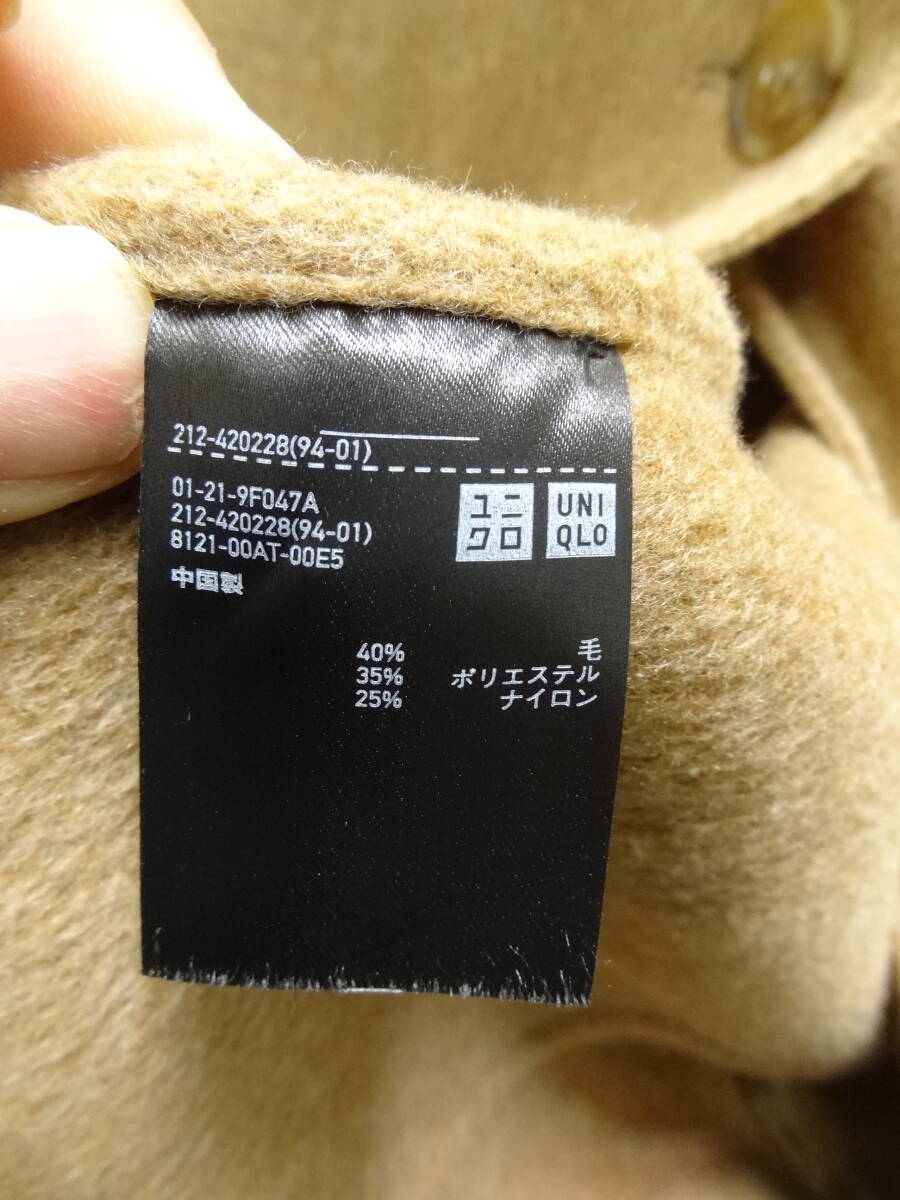 212-420228(94-01)
01-21-9F047A
212-420228(94-01)
8121-00AT-00E5
中国製
ユニ
クロ
UNI
QLO
40% 毛
35% ポリエステル
25% ナイロン